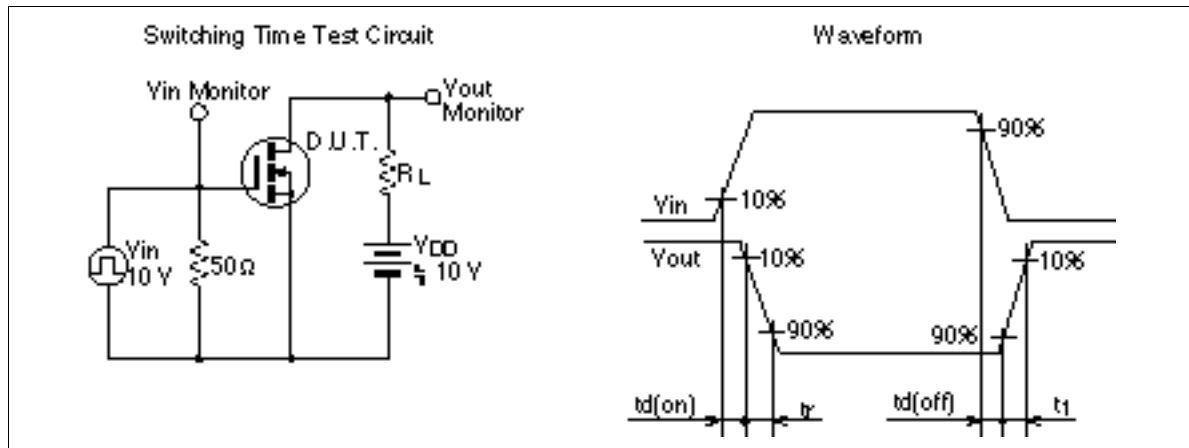 Switching Time Test Circuit
Vin Monitor
Vout
Monitor
D.U.T.
RL
Vin
10 V
50Ω
VDD
10 V
Waveform
90%
10%
Vin
Vout
10%
10%
90%
90%
td(on)
tr
td(off)
tf